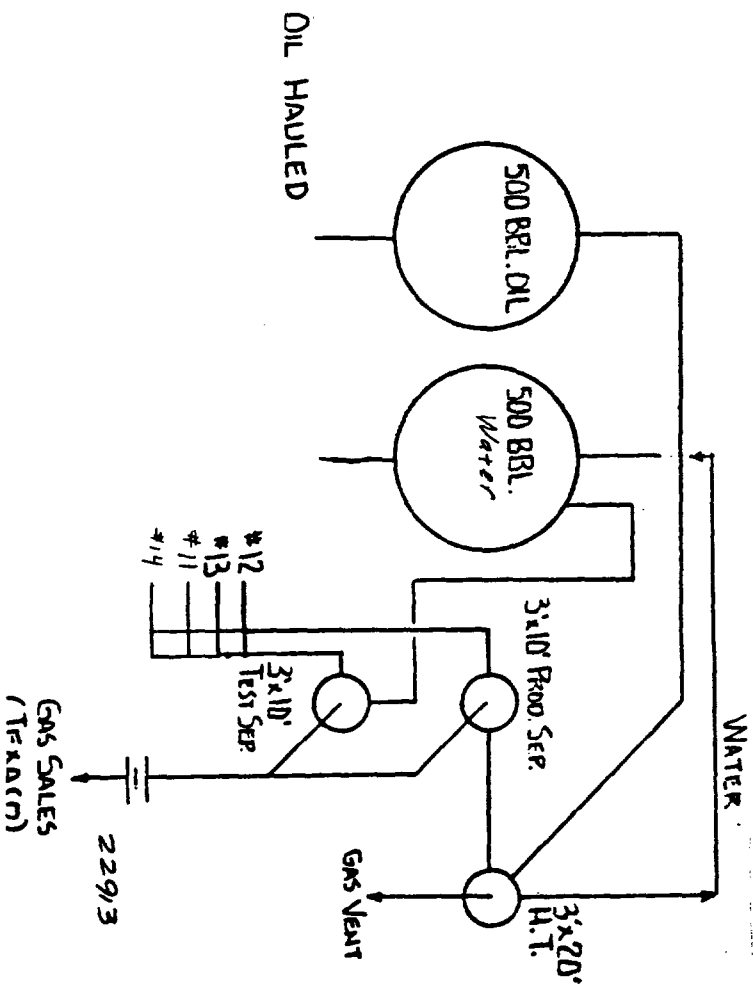 WATER
500 BBL. OIL
500 BBL.
Water
OIL HAULED
3'x10' PROD. SEP.
3'x20'
H.T.
#12
#13
#11
#14
3'x10'
TEST SEP.
GAS VENT
22913
GAS SALES
(TEXACO)